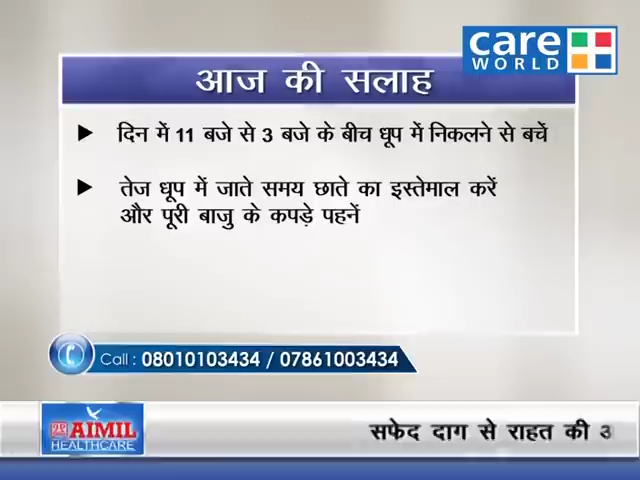 care
WORLD
आज की सलाह
दिन में 11 बजे से 3 बजे के बीच धूप में निकलने से बचें
तेज धूप में जाते समय छाते का इस्तेमाल करें
और पूरी बाजु के कपड़े पहनें
Call : 08010103434 / 07861003434
AIMIL
HEALTHCARE
सफेद दाग से राहत की